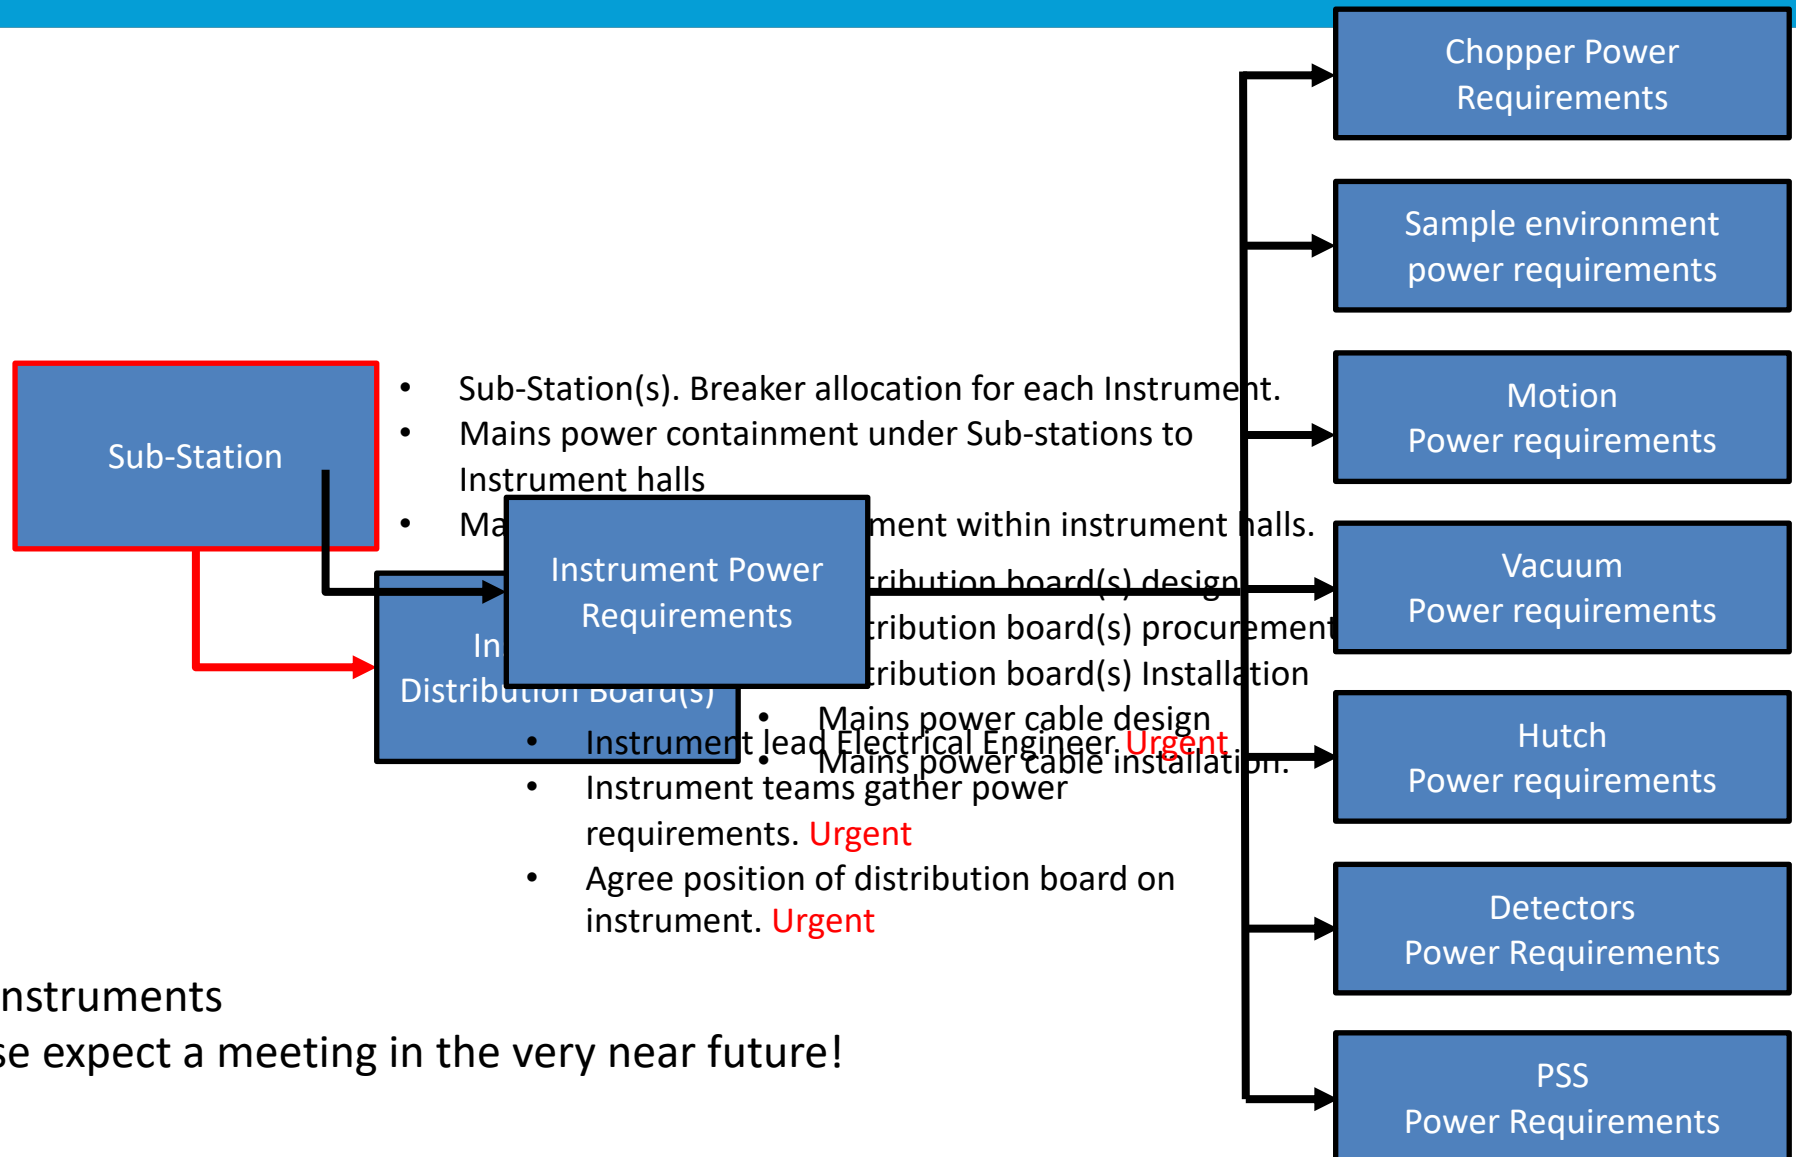 Chopper Power
Requirements
Sample environment
power requirements
Sub-Station
• Sub-Station(s). Breaker allocation for each Instrument.
• Mains power containment under Sub-stations to
Instrument halls
• Ma ment within instrument halls.
Motion
Power requirements
Instrument Power
Requirements
In
Distribution Board(s)
tribution board(s) design
tribution board(s) procurement
tribution board(s) Installation
• Mains power cable design
• Mains power cable installation.
Vacuum
Power requirements
• Instrument lead Electrical Engineer Urgent
• Instrument teams gather power
requirements. Urgent
• Agree position of distribution board on
instrument. Urgent
Hutch
Power requirements
Detectors
Power Requirements
nstruments
se expect a meeting in the very near future!
PSS
Power Requirements